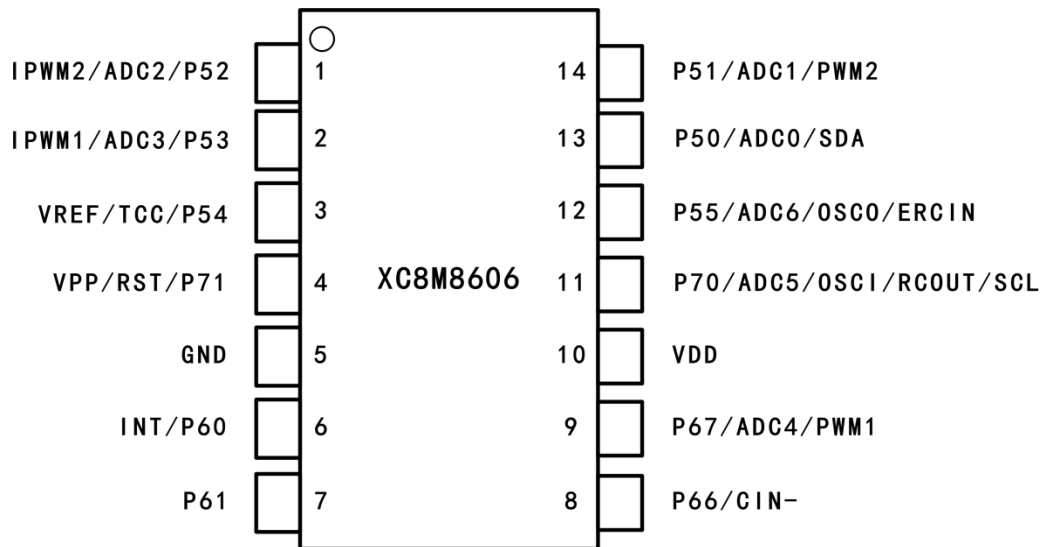 IPWM2/ADC2/P52 1 14 P51/ADC1/PWM2
IPWM1/ADC3/P53 2 13 P50/ADC0/SDA
VREF/TCC/P54 3 12 P55/ADC6/OSCO/ERCIN
VPP/RST/P71 4 XC8M8606 11 P70/ADC5/OSCI/RCOUT/SCL
GND 5 10 VDD
INT/P60 6 9 P67/ADC4/PWM1
P61 7 8 P66/CIN-